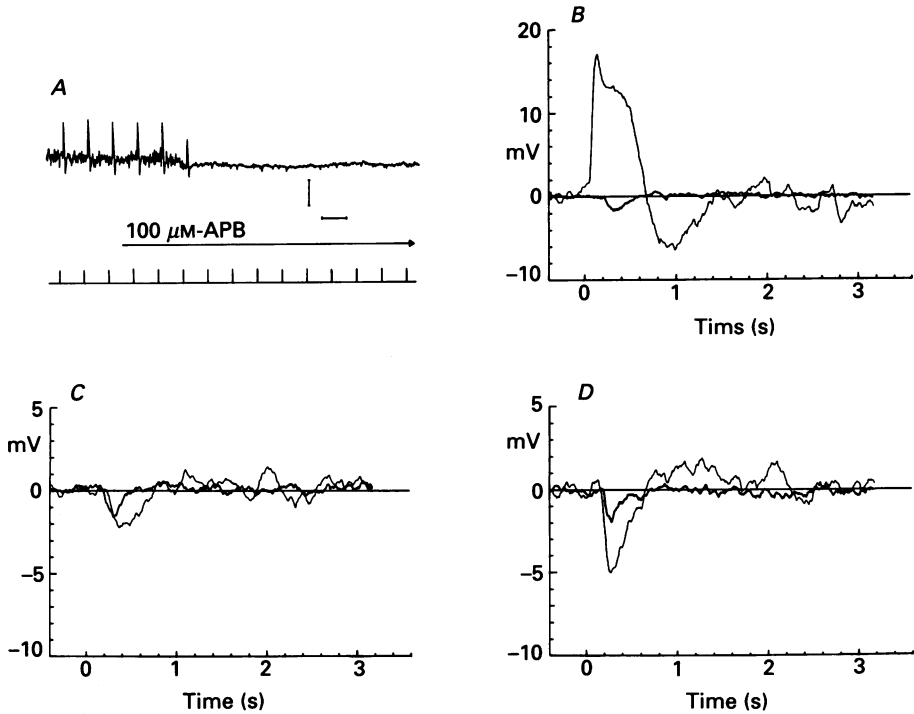 A
100 μM-APB
B
20
10
mV
0
–10
0 1 2 3
Tims (s)
C
5
mV
0
–5
–10
0 1 2 3
Time (s)
D
5
mV
0
–5
–10
0 1 2 3
Time (s)